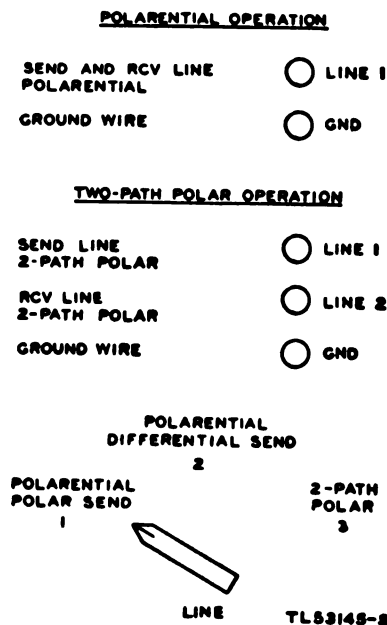 POLARENTIAL OPERATION
SEND AND RCV LINE POLARENTIAL
LINE 1
GROUND WIRE
GND
TWO-PATH POLAR OPERATION
SEND LINE 2-PATH POLAR
LINE 1
RCV LINE 2-PATH POLAR
LINE 2
GROUND WIRE
GND
POLARENTIAL
DIFFERENTIAL SEND
2
POLARENTIAL
POLAR SEND
1
2-PATH
POLAR
3
LINE
TL53145-S